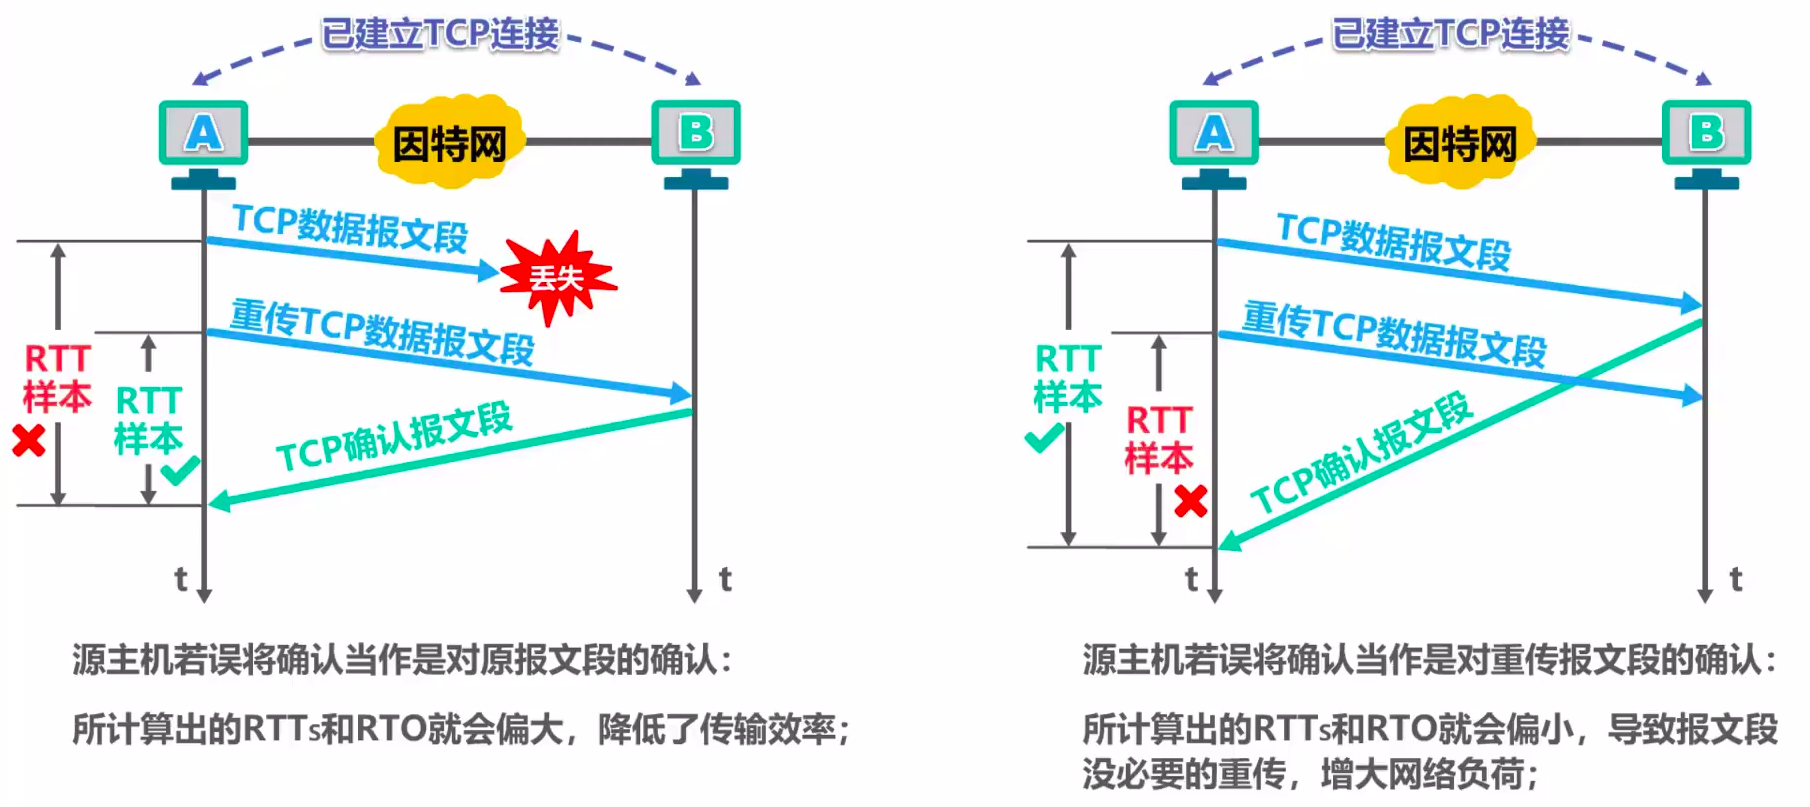 已建立TCP连接
A
因特网
B
TCP数据报文段
丢失
重传TCP数据报文段
RTT
样本
RTT
样本
TCP确认报文段
t
t
源主机若误将确认当作是对原报文段的确认：
所计算出的RTTs和RTO就会偏大，降低了传输效率；
已建立TCP连接
A
因特网
B
TCP数据报文段
重传TCP数据报文段
RTT
样本
RTT
样本
TCP确认报文段
t
t
源主机若误将确认当作是对重传报文段的确认：
所计算出的RTTs和RTO就会偏小，导致报文段
没必要的重传，增大网络负荷；